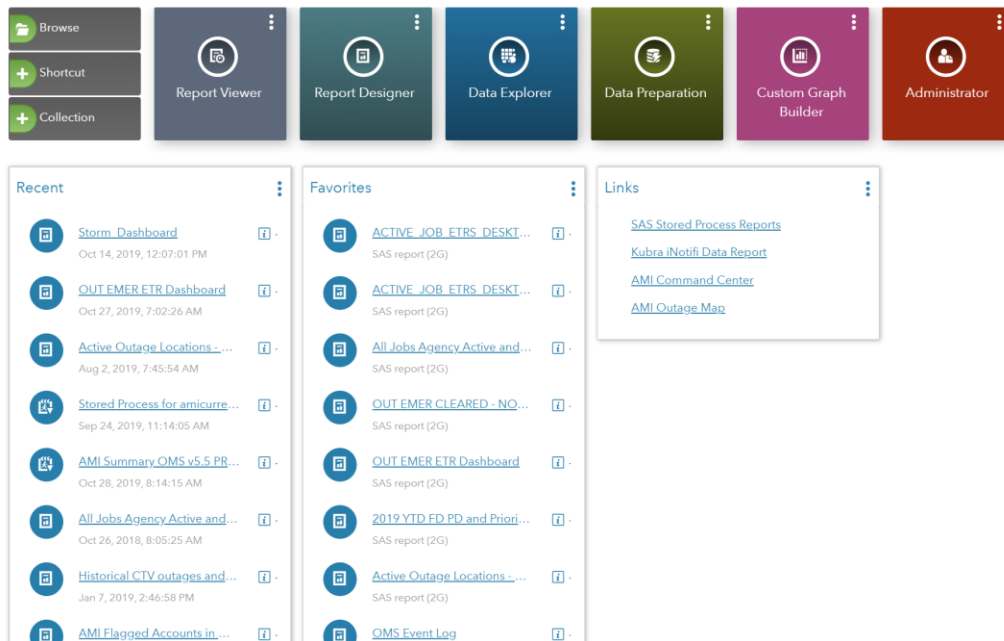 Browse
Shortcut
Collection
Report Viewer
Report Designer
Data Explorer
Data Preparation
Custom Graph
Builder
Administrator
Recent
Storm_Dashboard
Oct 14, 2019, 12:07:01 PM
OUT EMER ETR Dashboard
Oct 27, 2019, 7:02:26 AM
Active Outage Locations - ...
Aug 2, 2019, 7:45:54 AM
Stored Process for amicurre...
Sep 24, 2019, 11:14:05 AM
AMI Summary OMS v5.5 PR...
Oct 28, 2019, 8:14:15 AM
All Jobs Agency Active and...
Oct 26, 2018, 8:05:25 AM
Historical CTV outages and...
Jan 7, 2019, 2:46:58 PM
AMI Flagged Accounts in ...
Favorites
ACTIVE_JOB_ETRS_DESKT...
SAS report (2G)
ACTIVE_JOB_ETRS_DESKT...
SAS report (2G)
All Jobs Agency Active and...
SAS report (2G)
OUT EMER CLEARED - NO...
SAS report (2G)
OUT EMER ETR Dashboard
SAS report (2G)
2019 YTD FD PD and Priori...
SAS report (2G)
Active Outage Locations - ...
SAS report (2G)
OMS Event Log
Links
SAS Stored Process Reports
Kubra iNotifi Data Report
AMI Command Center
AMI Outage Map